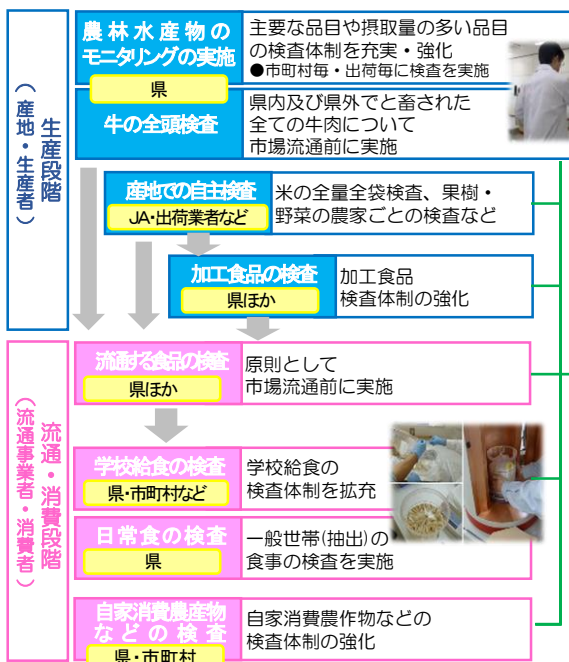 農林水産物の
モニタリングの実施
県
牛の全頭検査
主要な品目や摂取量の多い品目
の検査体制を充実・強化
●市町村毎・出荷毎に検査を実施
県内及び県外でと畜された
全ての牛肉について
市場流通前に実施
生産段階
(産地・生産者)
産地での自主検査
JA・出荷業者など
米の全量全袋検査、果樹・
野菜の農家ごとの検査など
加工食品の検査
県ほか
加工食品
検査体制の強化
流通・消費段階
(流通事業者・消費者)
流通する食品の検査
県ほか
原則として
市場流通前に実施
学校給食の検査
県・市町村など
学校給食の
検査体制を拡充
日常食の検査
県
一般世帯(抽出)の
食事の検査を実施
自家消費農産物
などの検査
県・市町村
自家消費農作物などの
検査体制の強化